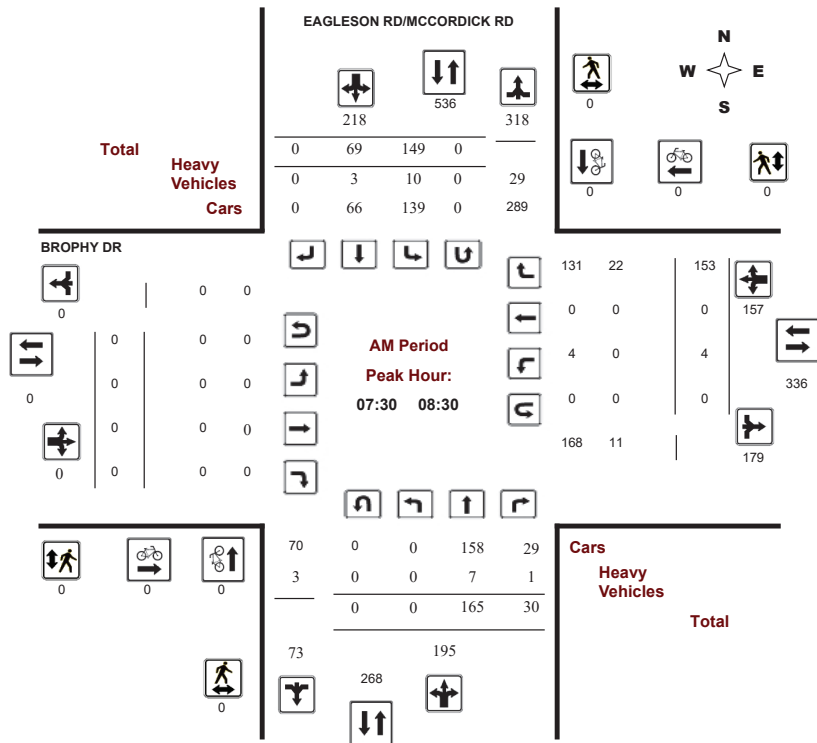 EAGLESON RD/MCCORDICK RD
N
W E
S
536
0
218 318
Total 0 69 149 0
Heavy
Vehicles 0 3 10 0 29
Cars 0 66 139 0 289
0 0 0
BROPHY DR
0 0 0
131 22 153
157
0 0 0 0
0 0 0
336
0 0 0
4 0 4
0 0 0
0 0 0
0 0 0 0
168 11
179
AM Period
Peak Hour:
07:30 08:30
70 0 0 158 29 Cars
3 0 0 7 1 Heavy
Vehicles
0 0 165 30 Total
0 0 0
73 195
268
0